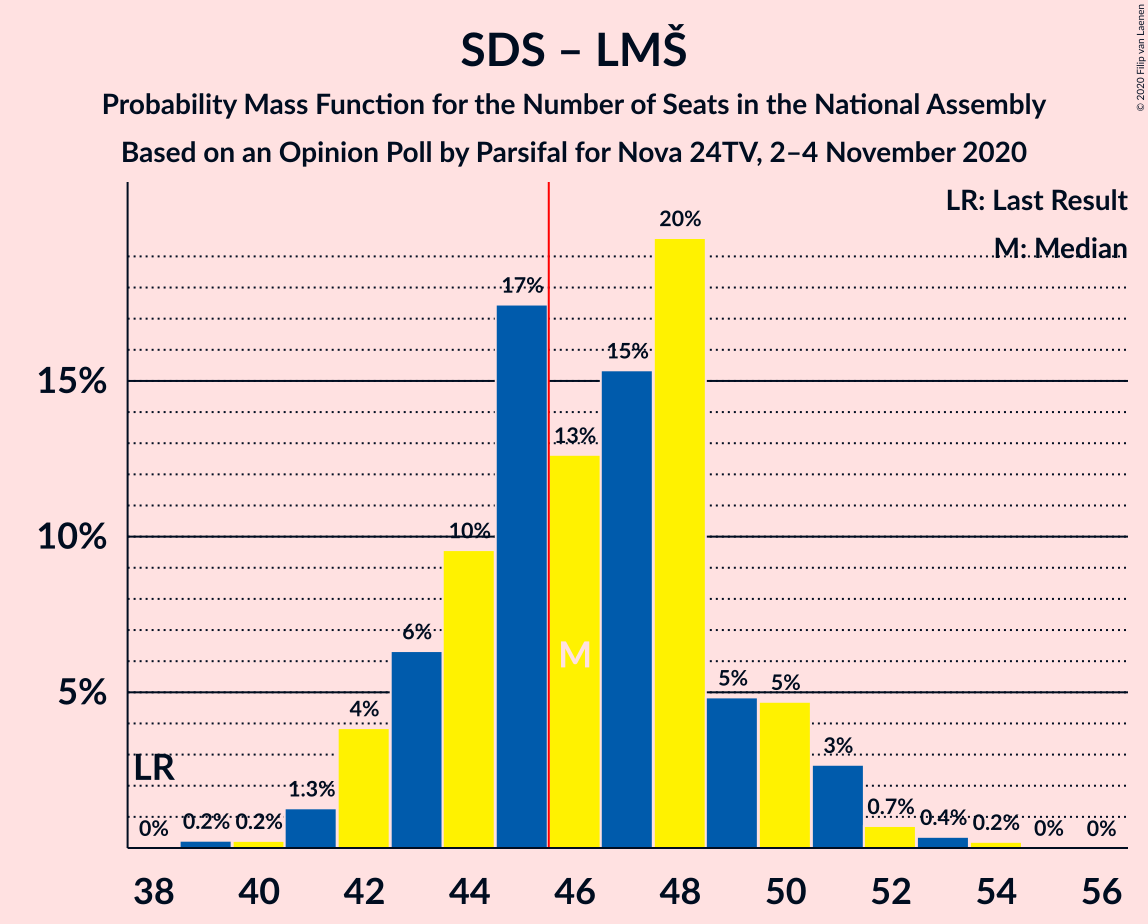 SDS – LMŠ
Probability Mass Function for the Number of Seats in the National Assembly
Based on an Opinion Poll by Parsifal for Nova 24TV, 2–4 November 2020
© 2020 Filip van Laenen
LR: Last Result
M: Median
20%
17%
15%
15%
13%
10%
10%
6%
M
5%
5%
5%
4%
3%
LR
1.3%
0.7%
0% 0.2% 0.2% 0.4% 0.2% 0% 0%
38 40 42 44 46 48 50 52 54 56